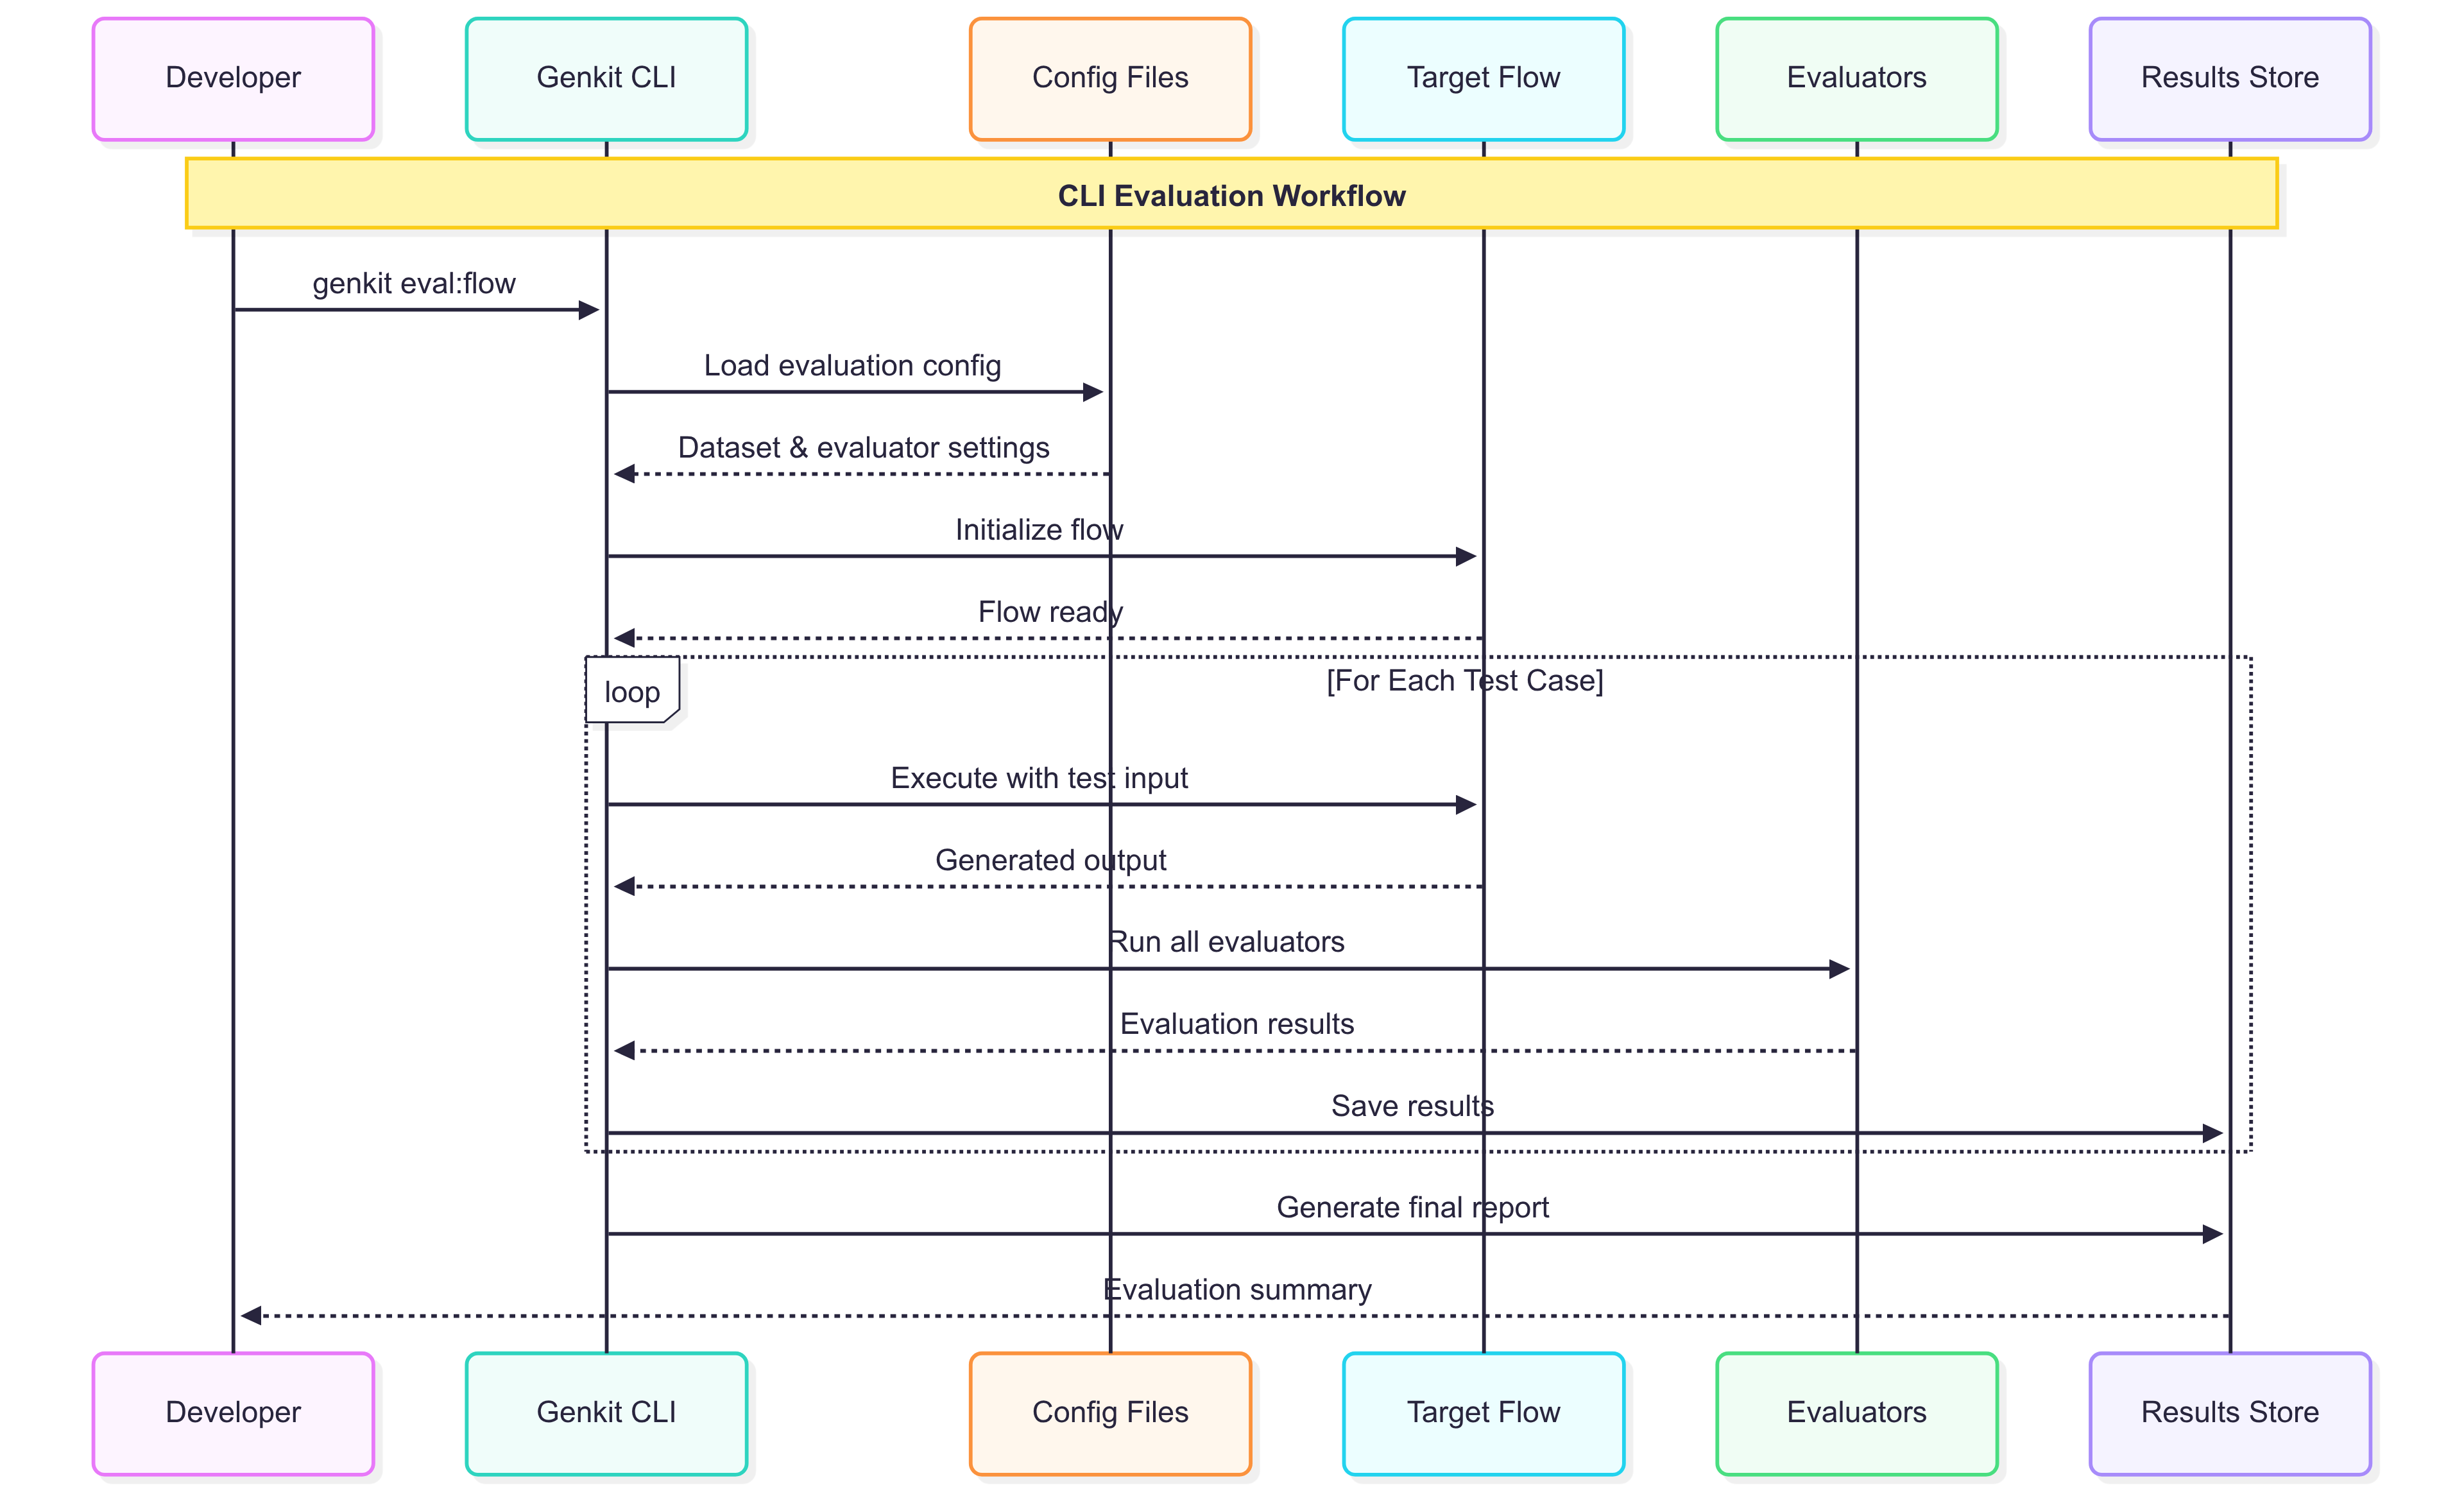 Developer
Genkit CLI
Config Files
Target Flow
Evaluators
Results Store
CLI Evaluation Workflow
genkit eval:flow
Load evaluation config
Dataset & evaluator settings
Initialize flow
Flow ready
loop
[For Each Test Case]
Execute with test input
Generated output
Run all evaluators
Evaluation results
Save results
Generate final report
Evaluation summary
Developer
Genkit CLI
Config Files
Target Flow
Evaluators
Results Store